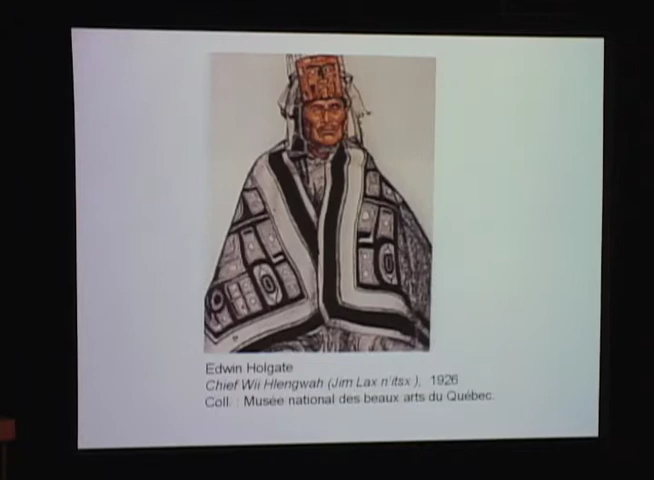 Edwin Holgate
Chief Wii Hlengwah (Jim Lax n'itsx ), 1926
Coll. : Musée national des beaux arts du Québec.